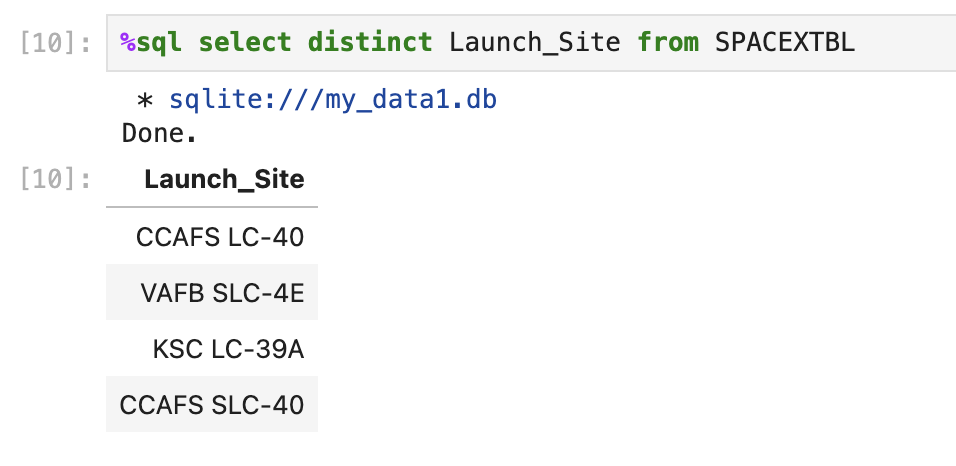 [10]: %sql select distinct Launch_Site from SPACEXTBL
* sqlite:///my_data1.db
Done.
[10]: Launch_Site
CCAFS LC-40
VAFB SLC-4E
KSC LC-39A
CCAFS SLC-40